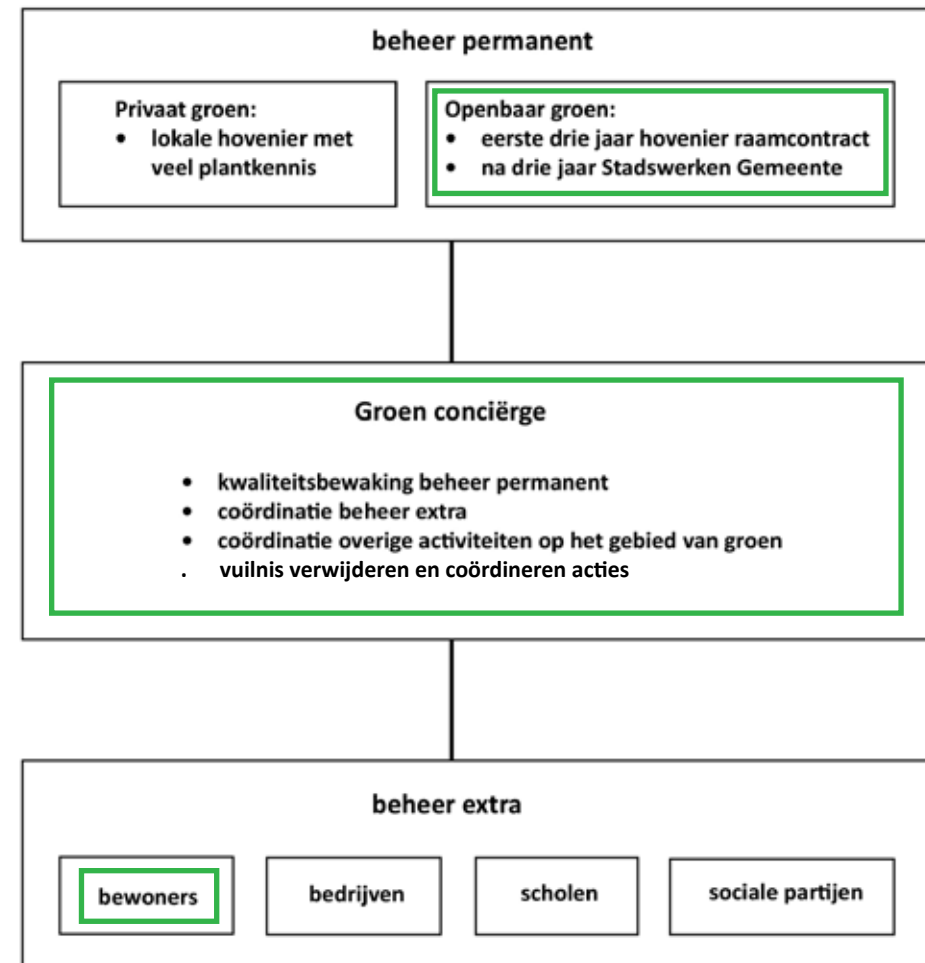 beheer permanent
Privaat groen:
• lokale hovenier met
veel plantkennis
Openbaar groen:
• eerste drie jaar hovenier raamcontract
• na drie jaar Stadswerken Gemeente
Groen conciërge
• kwaliteitsbewaking beheer permanent
• coördinatie beheer extra
• coördinatie overige activiteiten op het gebied van groen
. vuilnis verwijderen en coördineren acties
beheer extra
bewoners
bedrijven
scholen
sociale partijen